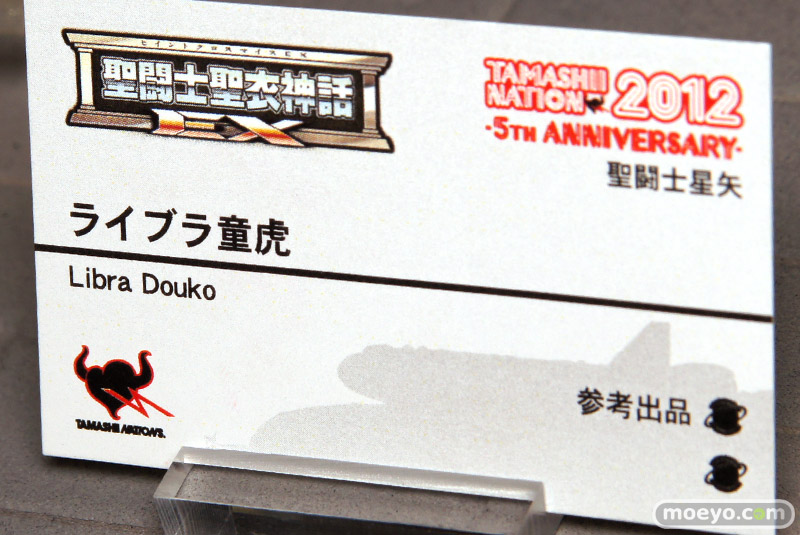 セイントクロスマイスEX
聖闘士聖衣神話
EX
TAMASHII
NATION 2012
-5TH ANNIVERSARY-
聖闘士星矢
ライブラ童虎
Libra Douko
TAMASHII NATIONS.
参考出品
moeyo.com